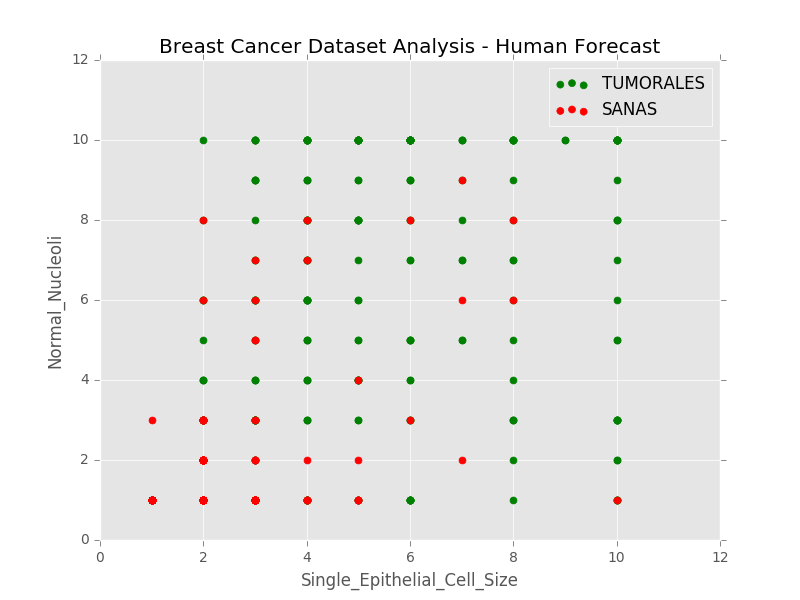 Breast Cancer Dataset Analysis - Human Forecast
12
10
8
6
4
2
0
Normal_Nucleoli
TUMORALES
SANAS
0 2 4 6 8 10 12
Single_Epithelial_Cell_Size